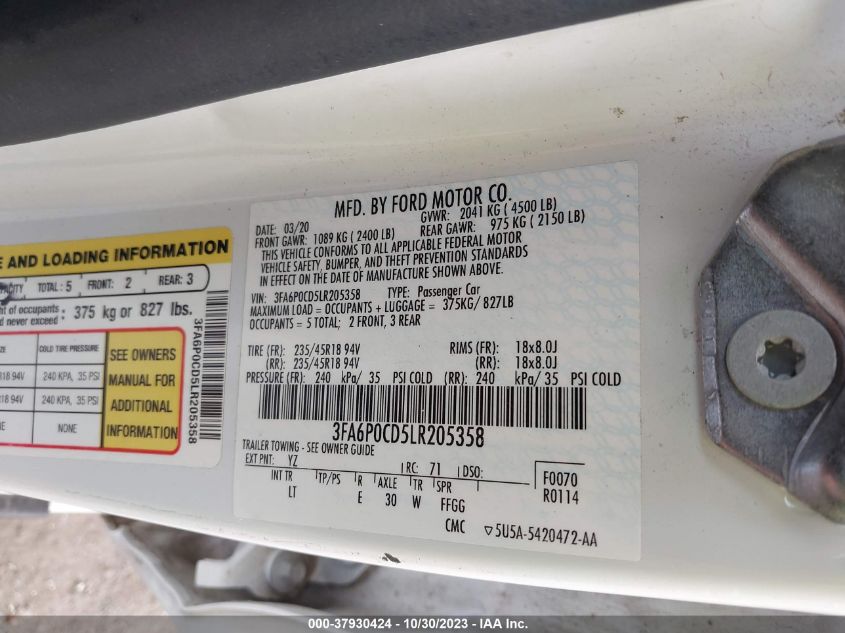 E AND LOADING INFORMATION
TOTAL: 5 FRONT: 2 REAR: 3
of occupants
never exceed 375 kg or 827 lbs.
COLD TIRE PRESSURE
94V 240 KPA, 35 PSI
R18 94V 240 KPA, 35 PSI
NONE
SEE OWNERS
MANUAL FOR
ADDITIONAL
INFORMATION
3FA6P0CD5LR205358
MFD. BY FORD MOTOR CO.
DATE: 03/20 GVWR: 2041 KG ( 4500 LB)
FRONT GAWR: 1089 KG ( 2400 LB) REAR GAWR: 975 KG ( 2150 LB)
THIS VEHICLE CONFORMS TO ALL APPLICABLE FEDERAL MOTOR
VEHICLE SAFETY, BUMPER, AND THEFT PREVENTION STANDARDS
IN EFFECT ON THE DATE OF MANUFACTURE SHOWN ABOVE.
VIN: 3FA6P0CD5LR205358 TYPE: Passenger Car
MAXIMUM LOAD = OCCUPANTS + LUGGAGE = 375KG/827LB
OCCUPANTS = 5 TOTAL; 2 FRONT, 3 REAR
TIRE (FR): 235/45R18 94V RIMS (FR): 18x8.0J
(RR): 235/45R18 94V (RR): 18x8.0J
PRESSURE (FR): 240 kPa/ 35 PSI COLD (RR): 240 kPa/ 35 PSI COLD
3FA6P0CD5LR205358
TRAILER TOWING - SEE OWNER GUIDE
EXT PNT: YZ RC: 71 DSO:
INT TR TP/PS R AXLE TR SPR
LT E 30 W FFGG
F0070
R0114
CMC ▽5U5A-5420472-AA
000-37930424 - 10/30/2023 - IAA Inc.